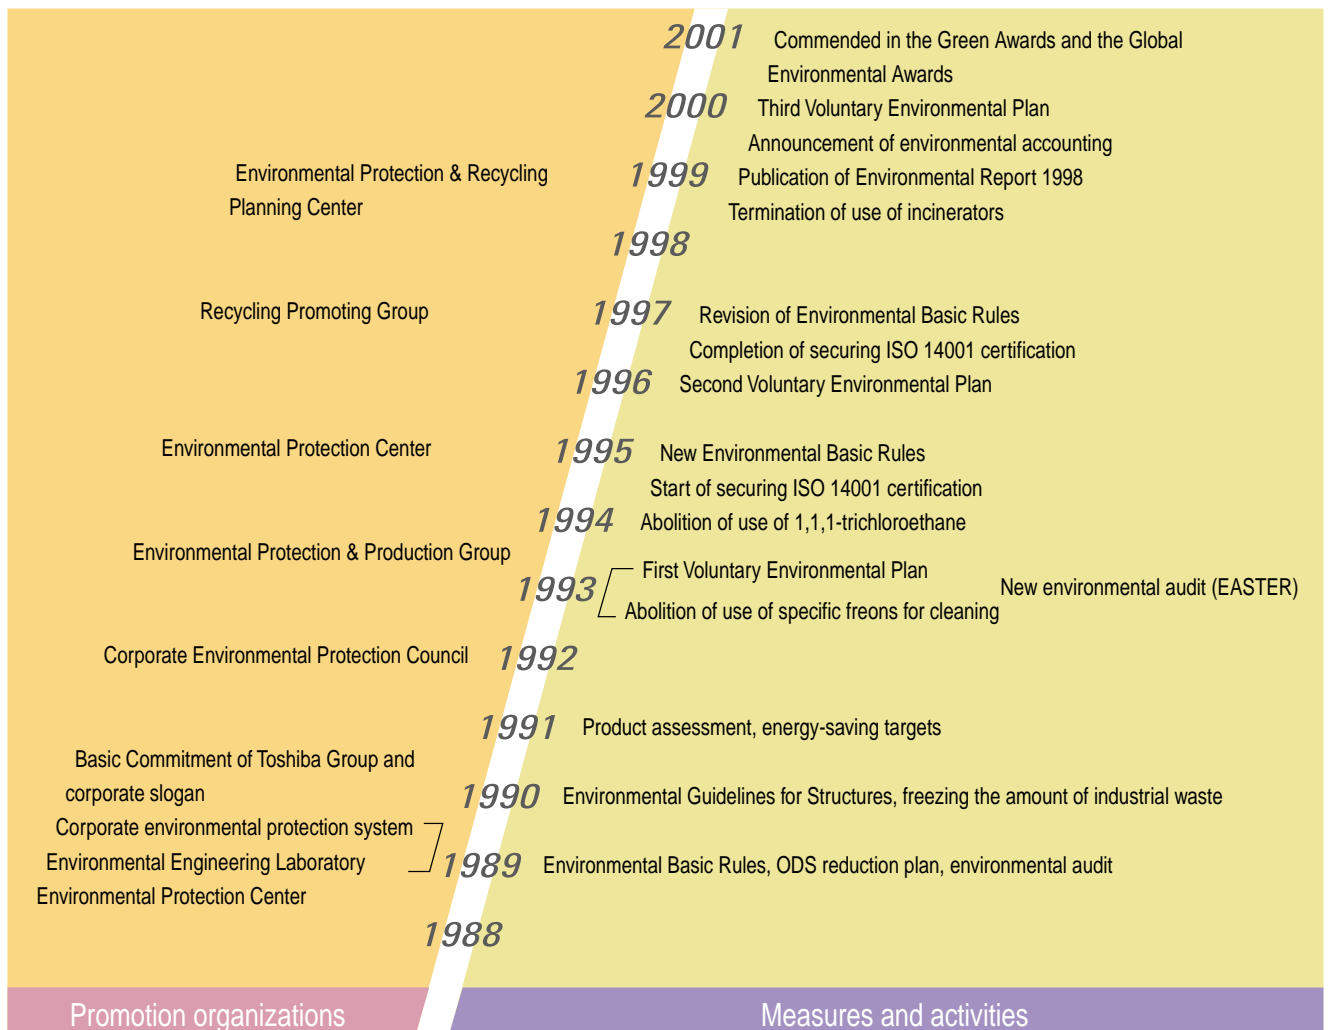 2001 Commended in the Green Awards and the Global
Environmental Awards
2000 Third Voluntary Environmental Plan
Announcement of environmental accounting
Environmental Protection & Recycling 1999 Publication of Environmental Report 1998
Planning Center Termination of use of incinerators
1998
Recycling Promoting Group 1997 Revision of Environmental Basic Rules
Completion of securing ISO 14001 certification
1996 Second Voluntary Environmental Plan
Environmental Protection Center 1995 New Environmental Basic Rules
Start of securing ISO 14001 certification
1994 Abolition of use of 1,1,1-trichloroethane
Environmental Protection & Production Group
First Voluntary Environmental Plan
1993 New environmental audit (EASTER)
Abolition of use of specific freons for cleaning
Corporate Environmental Protection Council 1992
1991 Product assessment, energy-saving targets
Basic Commitment of Toshiba Group and
corporate slogan 1990 Environmental Guidelines for Structures, freezing the amount of industrial waste
Corporate environmental protection system
Environmental Engineering Laboratory 1989 Environmental Basic Rules, ODS reduction plan, environmental audit
Environmental Protection Center
1988
Promotion organizations Measures and activities